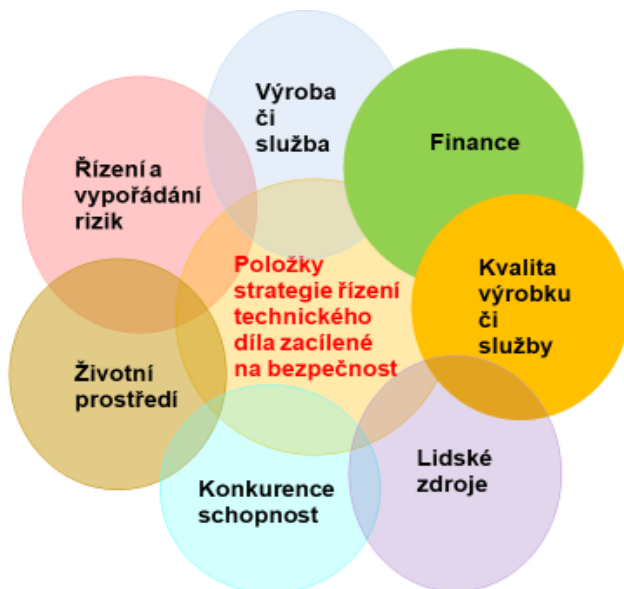 Výroba
či
služba
Finance
Řízení a
vypořádání
rizik
Položky
strategie řízení
technického
díla zacílené
na bezpečnost
Kvalita
výrobku
či
služby
Životní
prostředí
Lidské
zdroje
Konkurence
schopnost